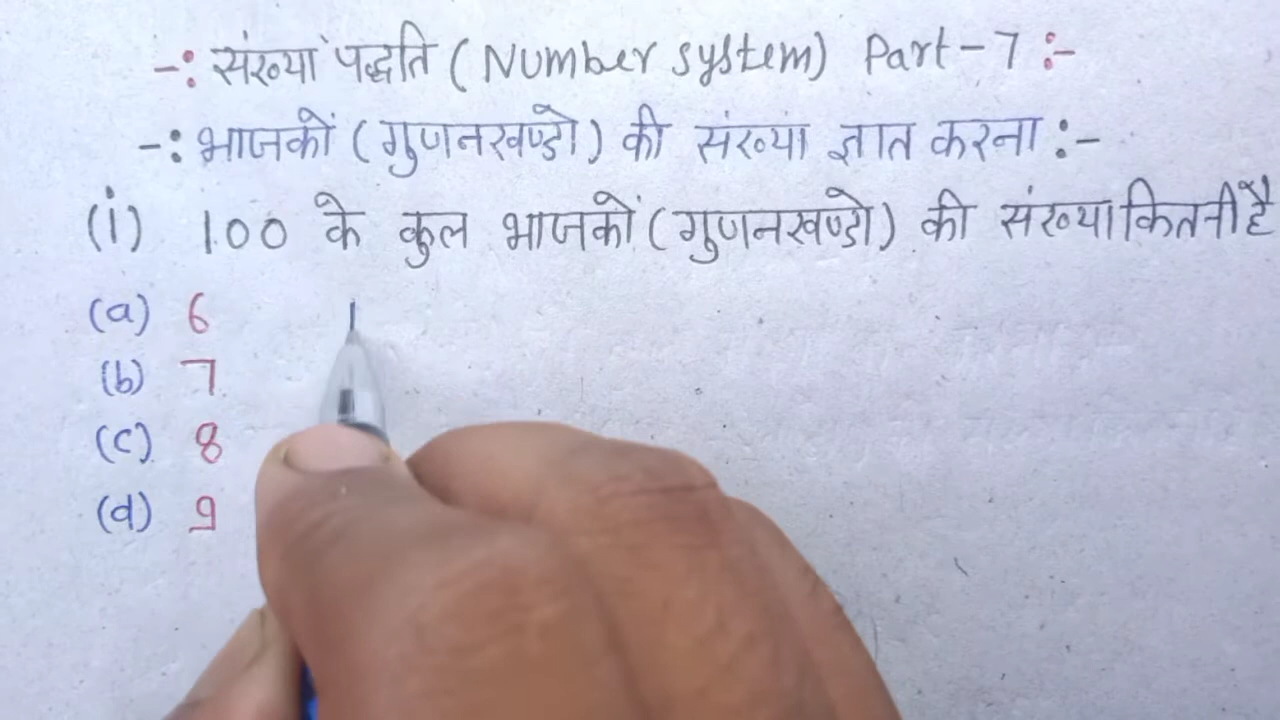 -: संख्या पद्धति (Number system) Part-7 :-
-: भाजकों (गुणनखण्डो) की संख्या ज्ञात करना :-
(i) 100 के कुल भाजकों (गुणनखण्डो) की संख्या कितनी है
(a) 6
(b) 7
(c) 8
(d) 9